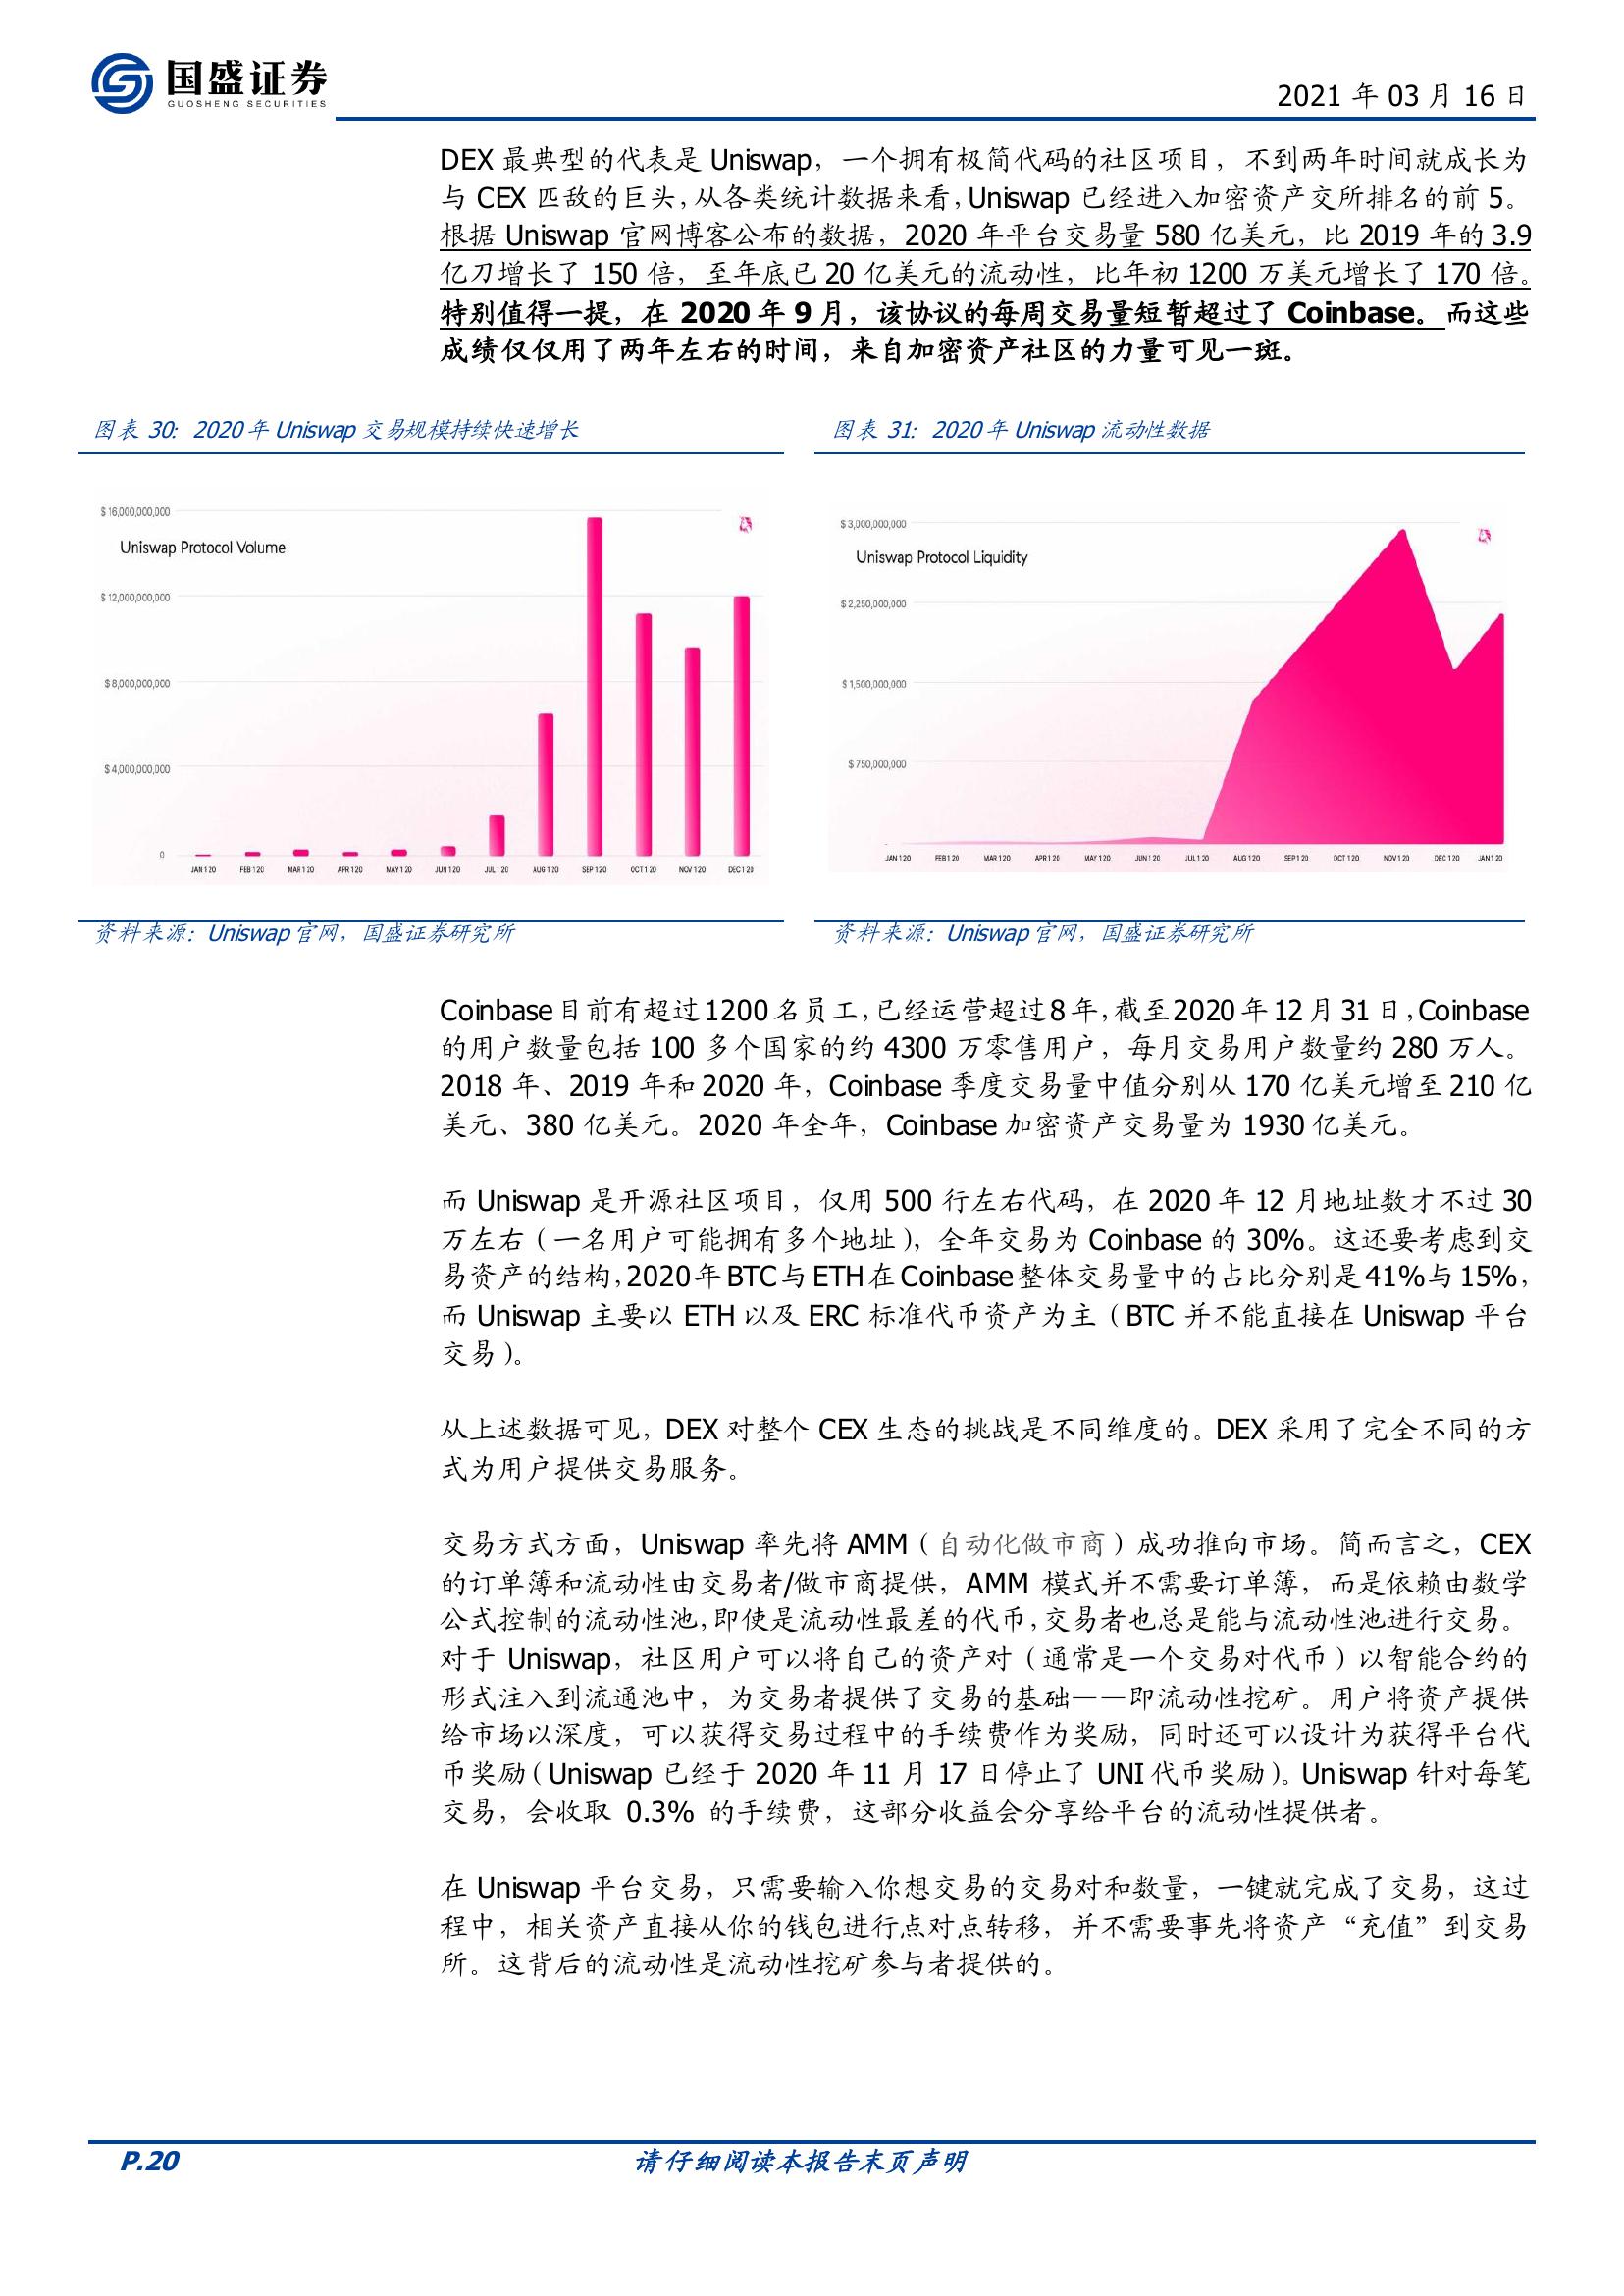 国盛证券
GUOSHENG SECURITIES
2021 年 03 月 16 日
DEX 最典型的代表是 Uniswap，一个拥有极简代码的社区项目，不到两年时间就成长为
与 CEX 匹敌的巨头，从各类统计数据来看，Uniswap 已经进入加密资产交所排名的前 5。
根据 Uniswap 官网博客公布的数据，2020 年平台交易量 580 亿美元，比 2019 年的 3.9
亿刀增长了 150 倍，至年底已 20 亿美元的流动性，比年初 1200 万美元增长了 170 倍。
特别值得一提，在 2020 年 9 月，该协议的每周交易量短暂超过了 Coinbase。而这些
成绩仅仅用了两年左右的时间，来自加密资产社区的力量可见一斑。
图表 30：2020 年 Uniswap 交易规模持续快速增长
$ 16,000,000,000
Uniswap Protocol Volume
$ 12,000,000,000
$ 8,000,000,000
$ 4,000,000,000
0
JAN 1 20 FEB 1 20 MAR 1 20 APR 1 20 MAY 1 20 JUN 1 20 JUL 1 20 AUG 1 20 SEP 1 20 OCT 1 20 NOV 1 20 DEC 1 20
资料来源：Uniswap 官网，国盛证券研究所
图表 31：2020 年 Uniswap 流动性数据
$ 3,000,000,000
Uniswap Protocol Liquidity
$ 2,250,000,000
$ 1,500,000,000
$ 750,000,000
-
JAN 1 20 FEB 1 20 MAR 1 20 APR 1 20 MAY 1 20 JUN 1 20 JUL 1 20 AUG 1 20 SEP 1 20 OCT 1 20 NOV 1 20 DEC 1 20 JAN 1 20
资料来源：Uniswap 官网，国盛证券研究所
Coinbase 目前有超过 1200 名员工，已经运营超过 8 年，截至 2020 年 12 月 31 日，Coinbase
的用户数量包括 100 多个国家的约 4300 万零售用户，每月交易用户数量约 280 万人。
2018 年、2019 年和 2020 年，Coinbase 季度交易量中值分别从 170 亿美元增至 210 亿
美元、380 亿美元。2020 年全年，Coinbase 加密资产交易量为 1930 亿美元。
而 Uniswap 是开源社区项目，仅用 500 行左右代码，在 2020 年 12 月地址数才不过 30
万左右（一名用户可能拥有多个地址），全年交易为 Coinbase 的 30%。这还要考虑到交
易资产的结构，2020 年 BTC 与 ETH 在 Coinbase 整体交易量中的占比分别是 41%与 15%，
而 Uniswap 主要以 ETH 以及 ERC 标准代币资产为主（BTC 并不能直接在 Uniswap 平台
交易）。
从上述数据可见，DEX 对整个 CEX 生态的挑战是不同维度的。DEX 采用了完全不同的方
式为用户提供交易服务。
交易方式方面，Uniswap 率先将 AMM（自动化做市商）成功推向市场。简而言之，CEX
的订单簿和流动性由交易者/做市商提供，AMM 模式并不需要订单簿，而是依赖由数学
公式控制的流动性池，即使是流动性最差的代币，交易者也总是能与流动性池进行交易。
对于 Uniswap，社区用户可以将自己的资产对（通常是一个交易对代币）以智能合约的
形式注入到流通池中，为交易者提供了交易的基础——即流动性挖矿。用户将资产提供
给市场以深度，可以获得交易过程中的手续费作为奖励，同时还可以设计为获得平台代
币奖励（Uniswap 已经于 2020 年 11 月 17 日停止了 UNI 代币奖励）。Uniswap 针对每笔
交易，会收取 0.3% 的手续费，这部分收益会分享给平台的流动性提供者。
在 Uniswap 平台交易，只需要输入你想交易的交易对和数量，一键就完成了交易，这过
程中，相关资产直接从你的钱包进行点对点转移，并不需要事先将资产“充值”到交易
所。这背后的流动性是流动性挖矿参与者提供的。
P.20
请仔细阅读本报告末页声明